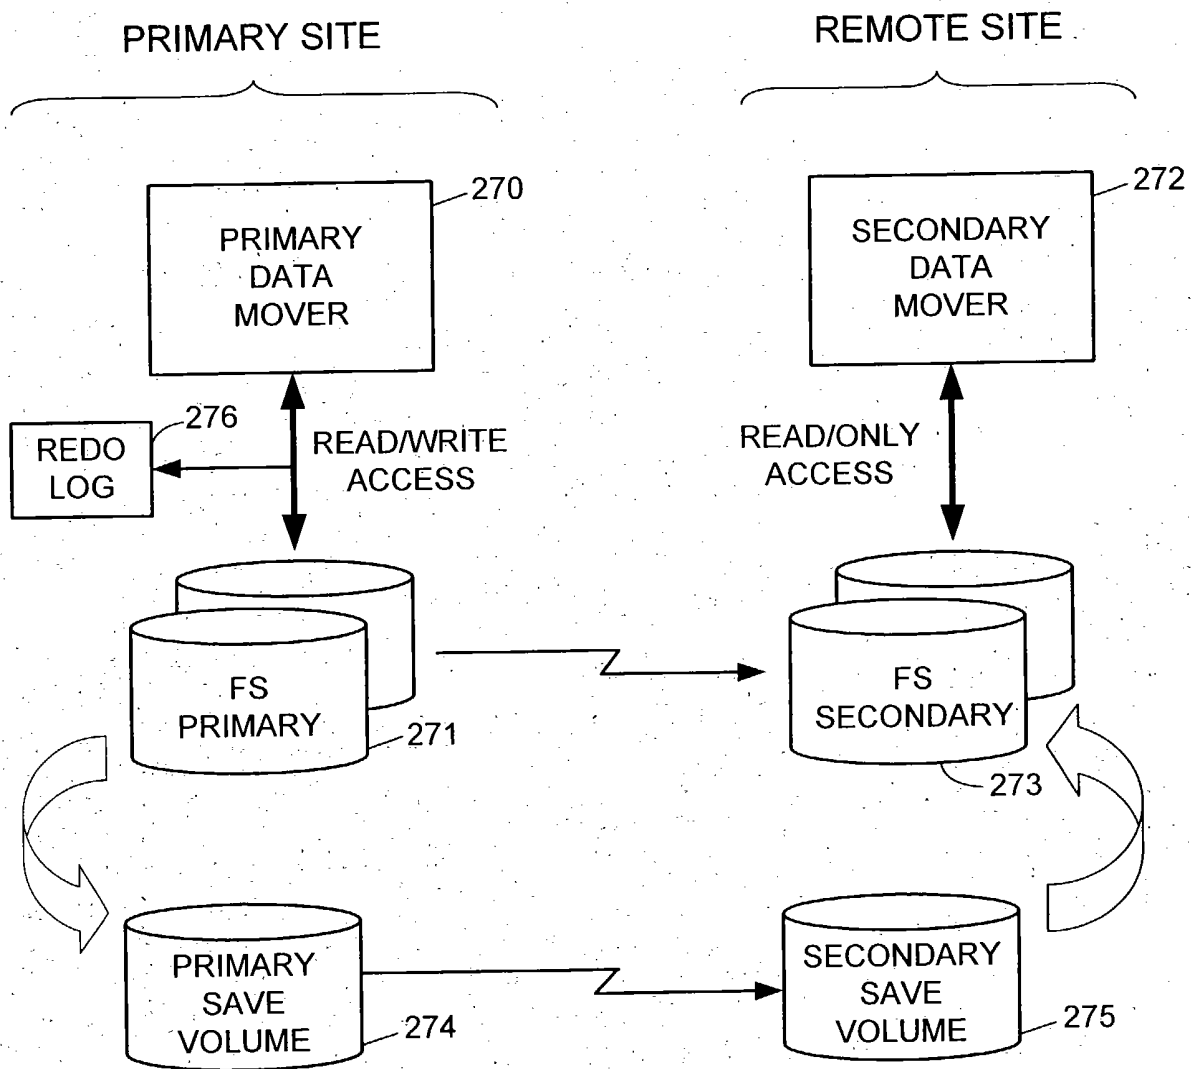 PRIMARY SITE
REMOTE SITE
270
PRIMARY
DATA
MOVER
272
SECONDARY
DATA
MOVER
276
REDO
LOG
READ/WRITE
ACCESS
READ/ONLY
ACCESS
FS
PRIMARY
271
FS
SECONDARY
273
PRIMARY
SAVE
VOLUME
274
SECONDARY
SAVE
VOLUME
275